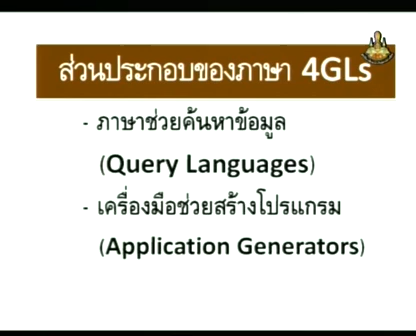 ส่วนประกอบของภาษา 4GLs
- ภาษาช่วยค้นหาข้อมูล
(Query Languages)
- เครื่องมือช่วยสร้างโปรแกรม
(Application Generators)